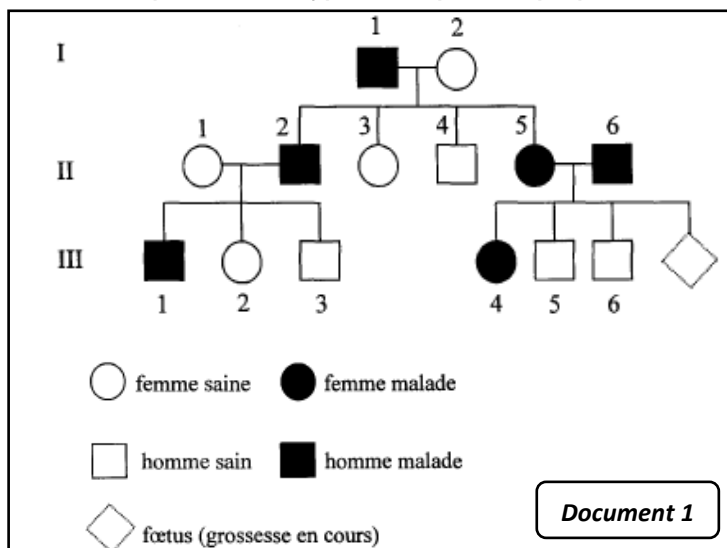 1 2
I
1 2 3 4 5 6
II
III
1 2 3 4 5 6
femme saine femme malade
homme sain homme malade
fœtus (grossesse en cours)
Document 1